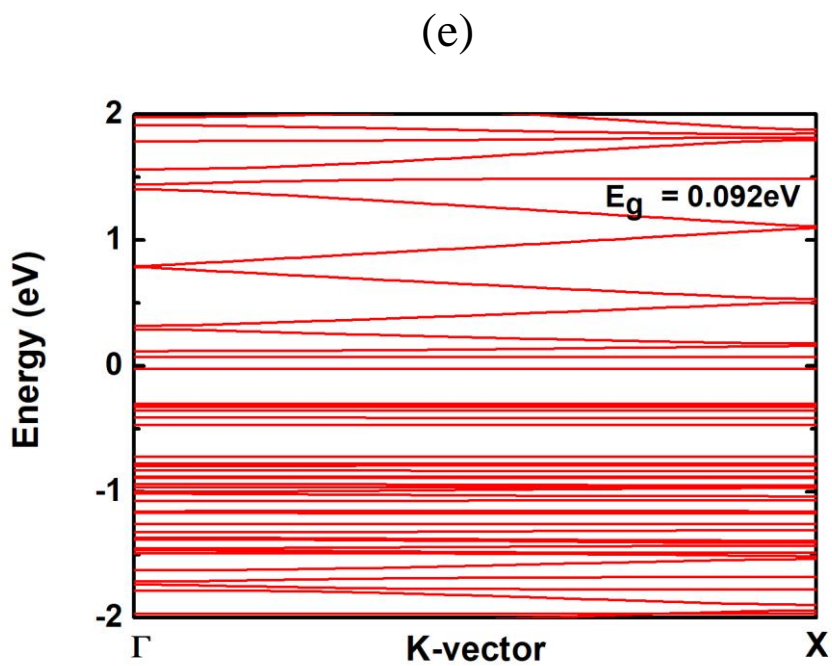 (e)
2
E_g = 0.092eV
1
0
-1
-2
Energy (eV)
Γ K-vector X